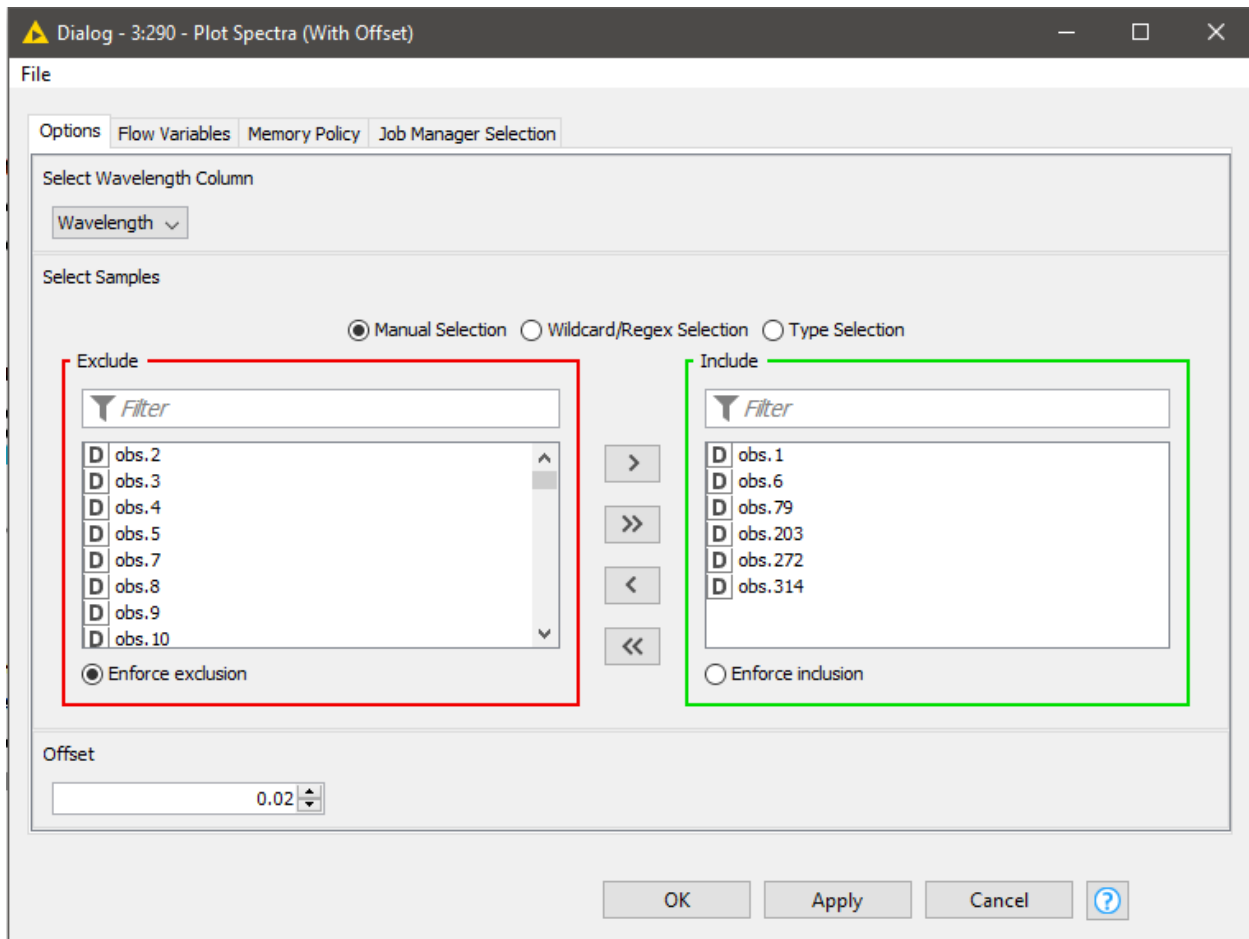 Dialog - 3:290 - Plot Spectra (With Offset)
File
Options Flow Variables Memory Policy Job Manager Selection
Select Wavelength Column
Wavelength
Select Samples
Manual Selection Wildcard/Regex Selection Type Selection
Exclude
Filter
D obs.2
D obs.3
D obs.4
D obs.5
D obs.7
D obs.8
D obs.9
D obs.10
Enforce exclusion
>
>>
<
<<
Include
Filter
D obs.1
D obs.6
D obs.79
D obs.203
D obs.272
D obs.314
Enforce inclusion
Offset
0.02
OK Apply Cancel ?